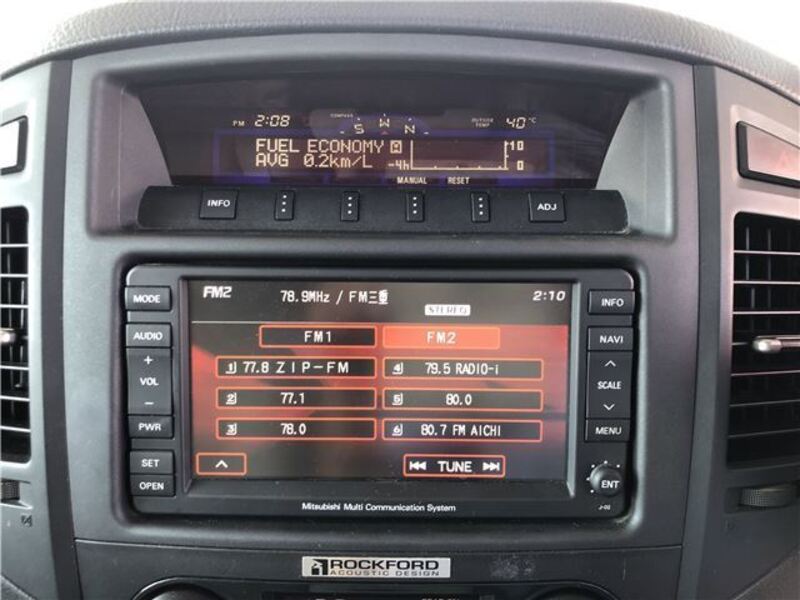 PM 2:08 COMPASS S W N OUTSIDE TEMP 40°C
FUEL ECONOMY 10
AVG 0.2km/L -4h 0
MANUAL RESET
INFO ADJ
MODE FM2 78.9MHz / FM三重 2:10 INFO
STEREO
AUDIO FM1 FM2 NAVI
+ 1 77.8 ZIP-FM 4 79.5 RADIO-i
VOL 2 77.1 5 80.0 SCALE
-
PWR 3 78.0 6 80.7 FM AICHI MENU
SET TUNE
OPEN ENT
Mitsubishi Multi Communication System J-02
ROCKFORD
ACOUSTIC DESIGN